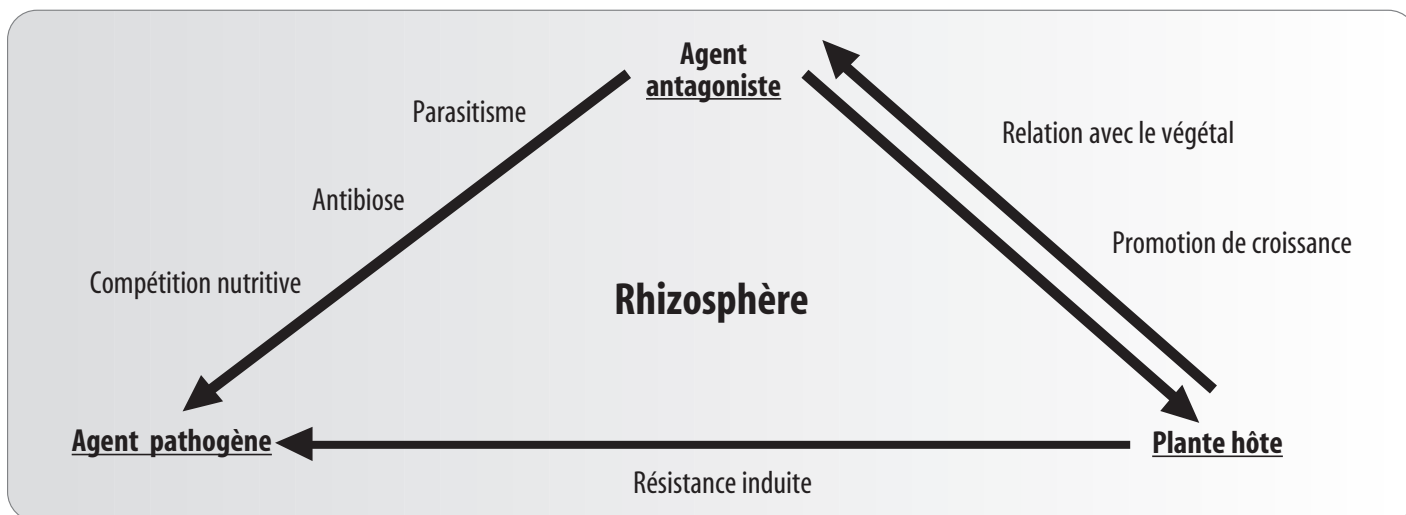 Agent
antagoniste
Parasitisme
Relation avec le végétal
Antibiose
Promotion de croissance
Compétition nutritive
Rhizosphère
Agent pathogène
Plante hôte
Résistance induite